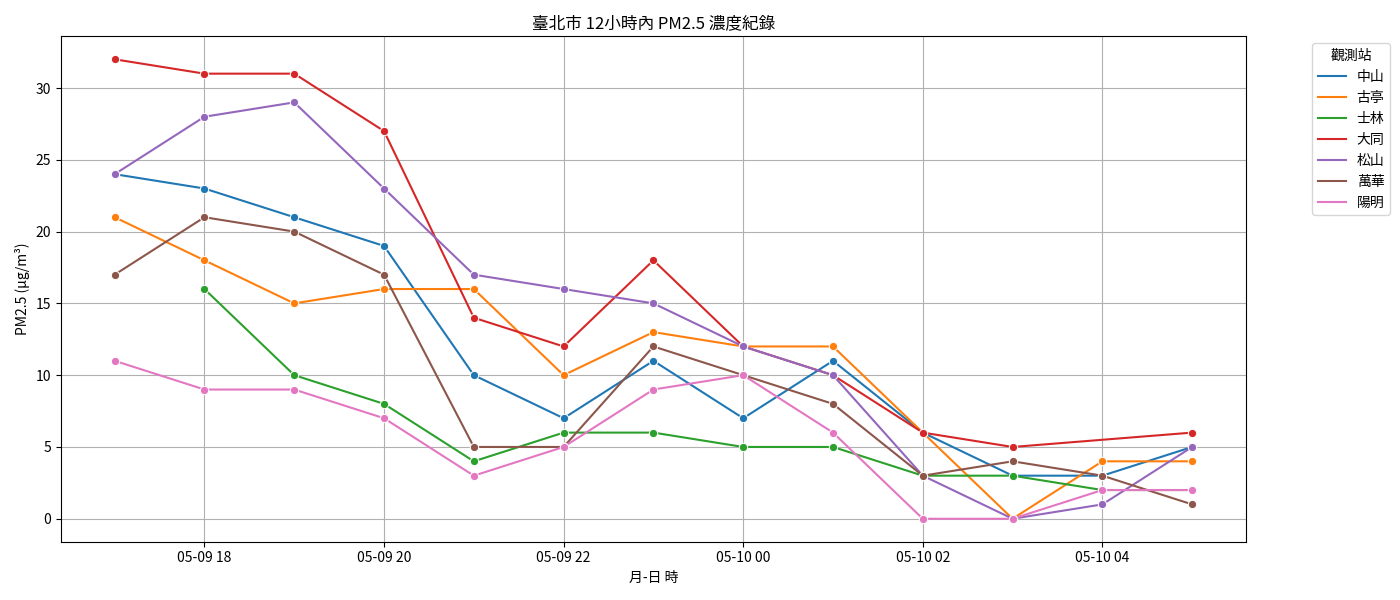 臺北市 12小時內 PM2.5 濃度紀錄
觀測站
中山
古亭
士林
大同
松山
萬華
陽明
PM2.5 (µg/m³)
30
25
20
15
10
5
0
05-09 18
05-09 20
05-09 22
05-10 00
05-10 02
05-10 04
月-日 時